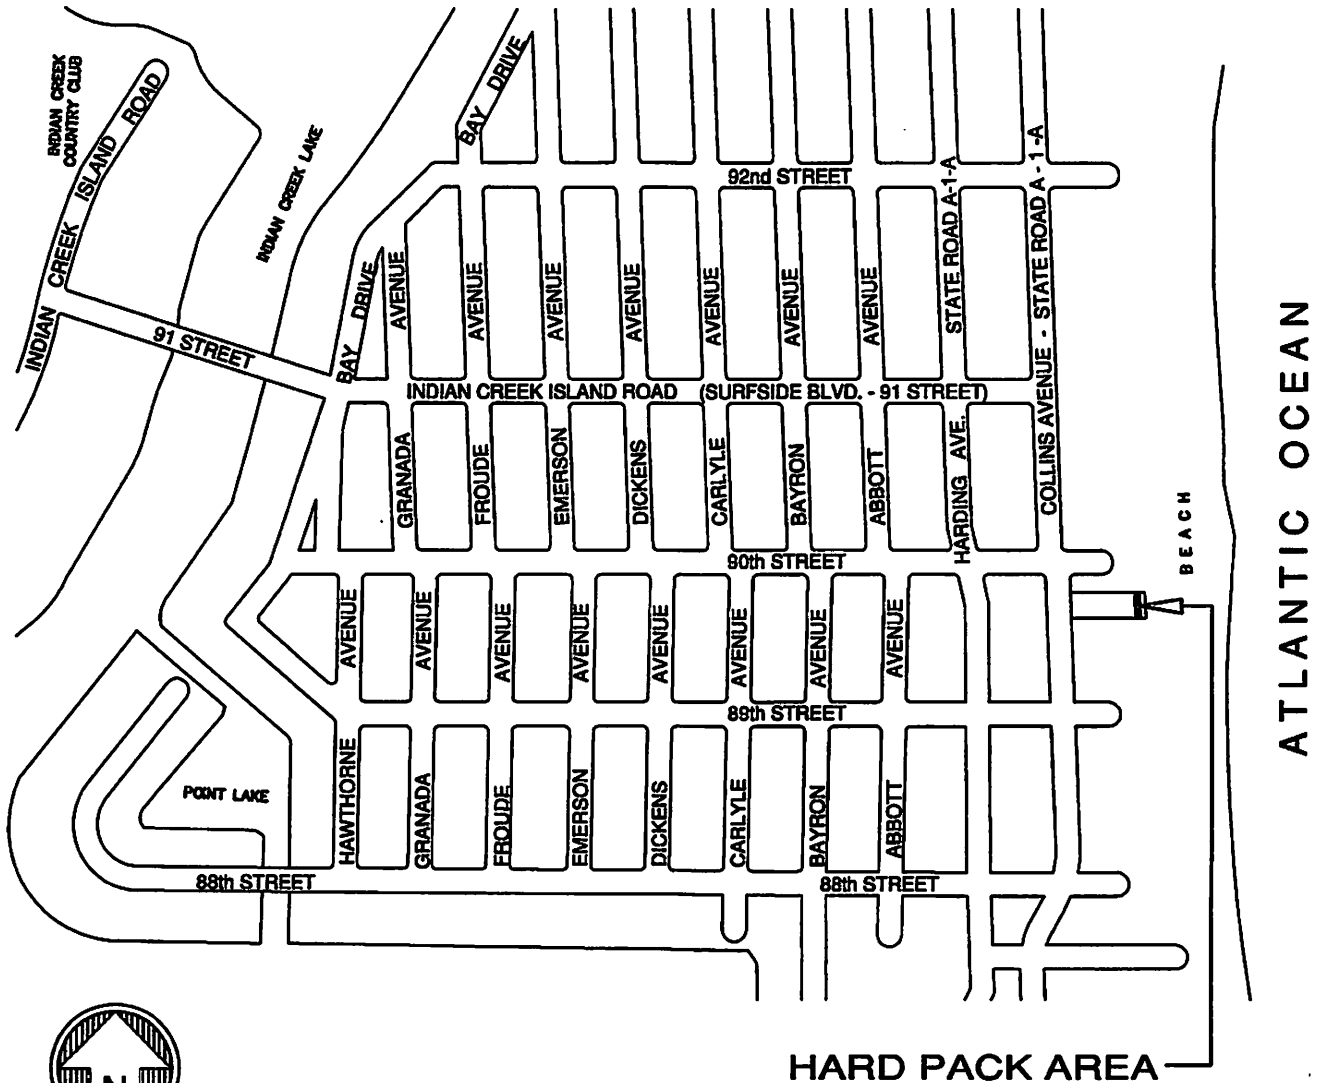 INDIAN CREEK
COUNTRY CLUB
INDIAN CREEK ISLAND ROAD
INDIAN CREEK LAKE
BAY DRIVE
92nd STREET
STATE ROAD A-1-A
COLLINS AVENUE - STATE ROAD A - 1 - A
BAY DRIVE
AVENUE
AVENUE
AVENUE
AVENUE
AVENUE
AVENUE
AVENUE
91 STREET
INDIAN CREEK ISLAND ROAD (SURFSIDE BLVD. - 91 STREET)
GRANADA
FROUDE
EMERSON
DICKENS
CARLYLE
BAYRON
ABBOTT
HARDING AVE.
90th STREET
BEACH
ATLANTIC OCEAN
AVENUE
AVENUE
AVENUE
AVENUE
AVENUE
AVENUE
AVENUE
AVENUE
89th STREET
POINT LAKE
HAWTHORNE
GRANADA
FROUDE
EMERSON
DICKENS
CARLYLE
BAYRON
ABBOTT
88th STREET
88th STREET
N
HARD PACK AREA